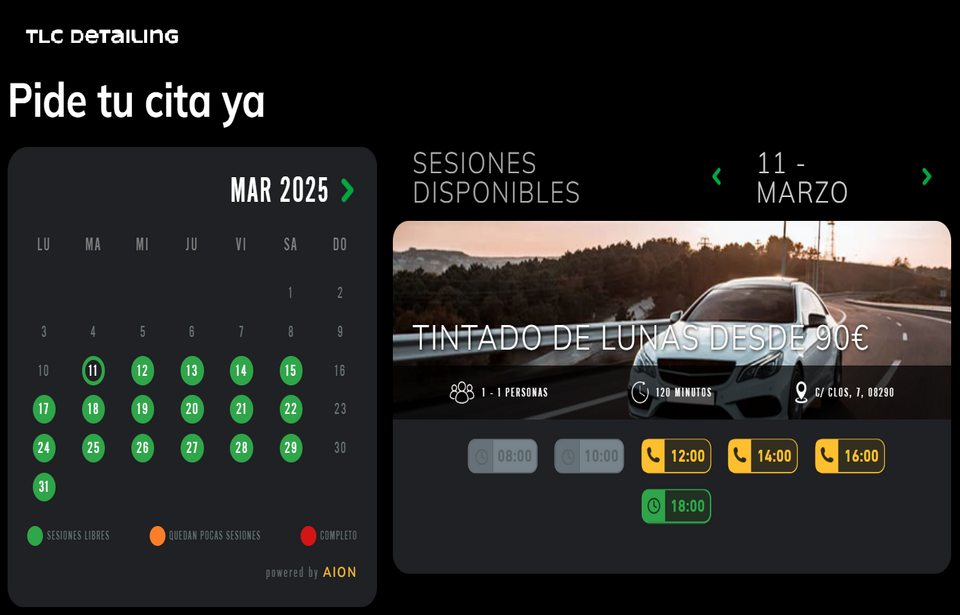 TLC DETAILING
Pide tu cita ya
MAR 2025
LU MA MI JU VI SA DO
1 2
3 4 5 6 7 8 9
10 11 12 13 14 15 16
17 18 19 20 21 22 23
24 25 26 27 28 29 30
31
SESIONES LIBRES QUEDAN POCAS SESIONES COMPLETO
powered by AION
SESIONES
DISPONIBLES
11 -
MARZO
TINTADO DE LUNAS DESDE 90€
1 - 1 PERSONAS 120 MINUTOS C/ CLOS, 7, 08290
08:00 10:00 12:00 14:00 16:00
18:00